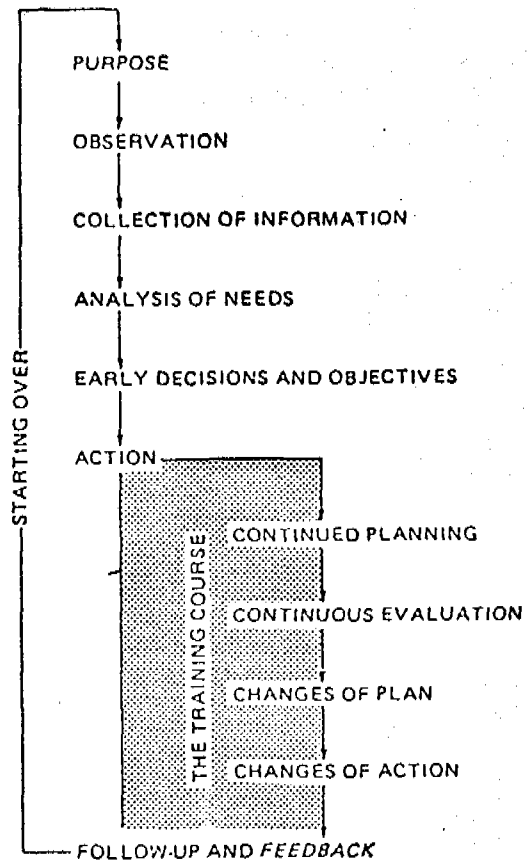 PURPOSE
OBSERVATION
COLLECTION OF INFORMATION
ANALYSIS OF NEEDS
EARLY DECISIONS AND OBJECTIVES
STARTING OVER
ACTION
THE TRAINING COURSE
CONTINUED PLANNING
CONTINUOUS EVALUATION
CHANGES OF PLAN
CHANGES OF ACTION
FOLLOW-UP AND FEEDBACK